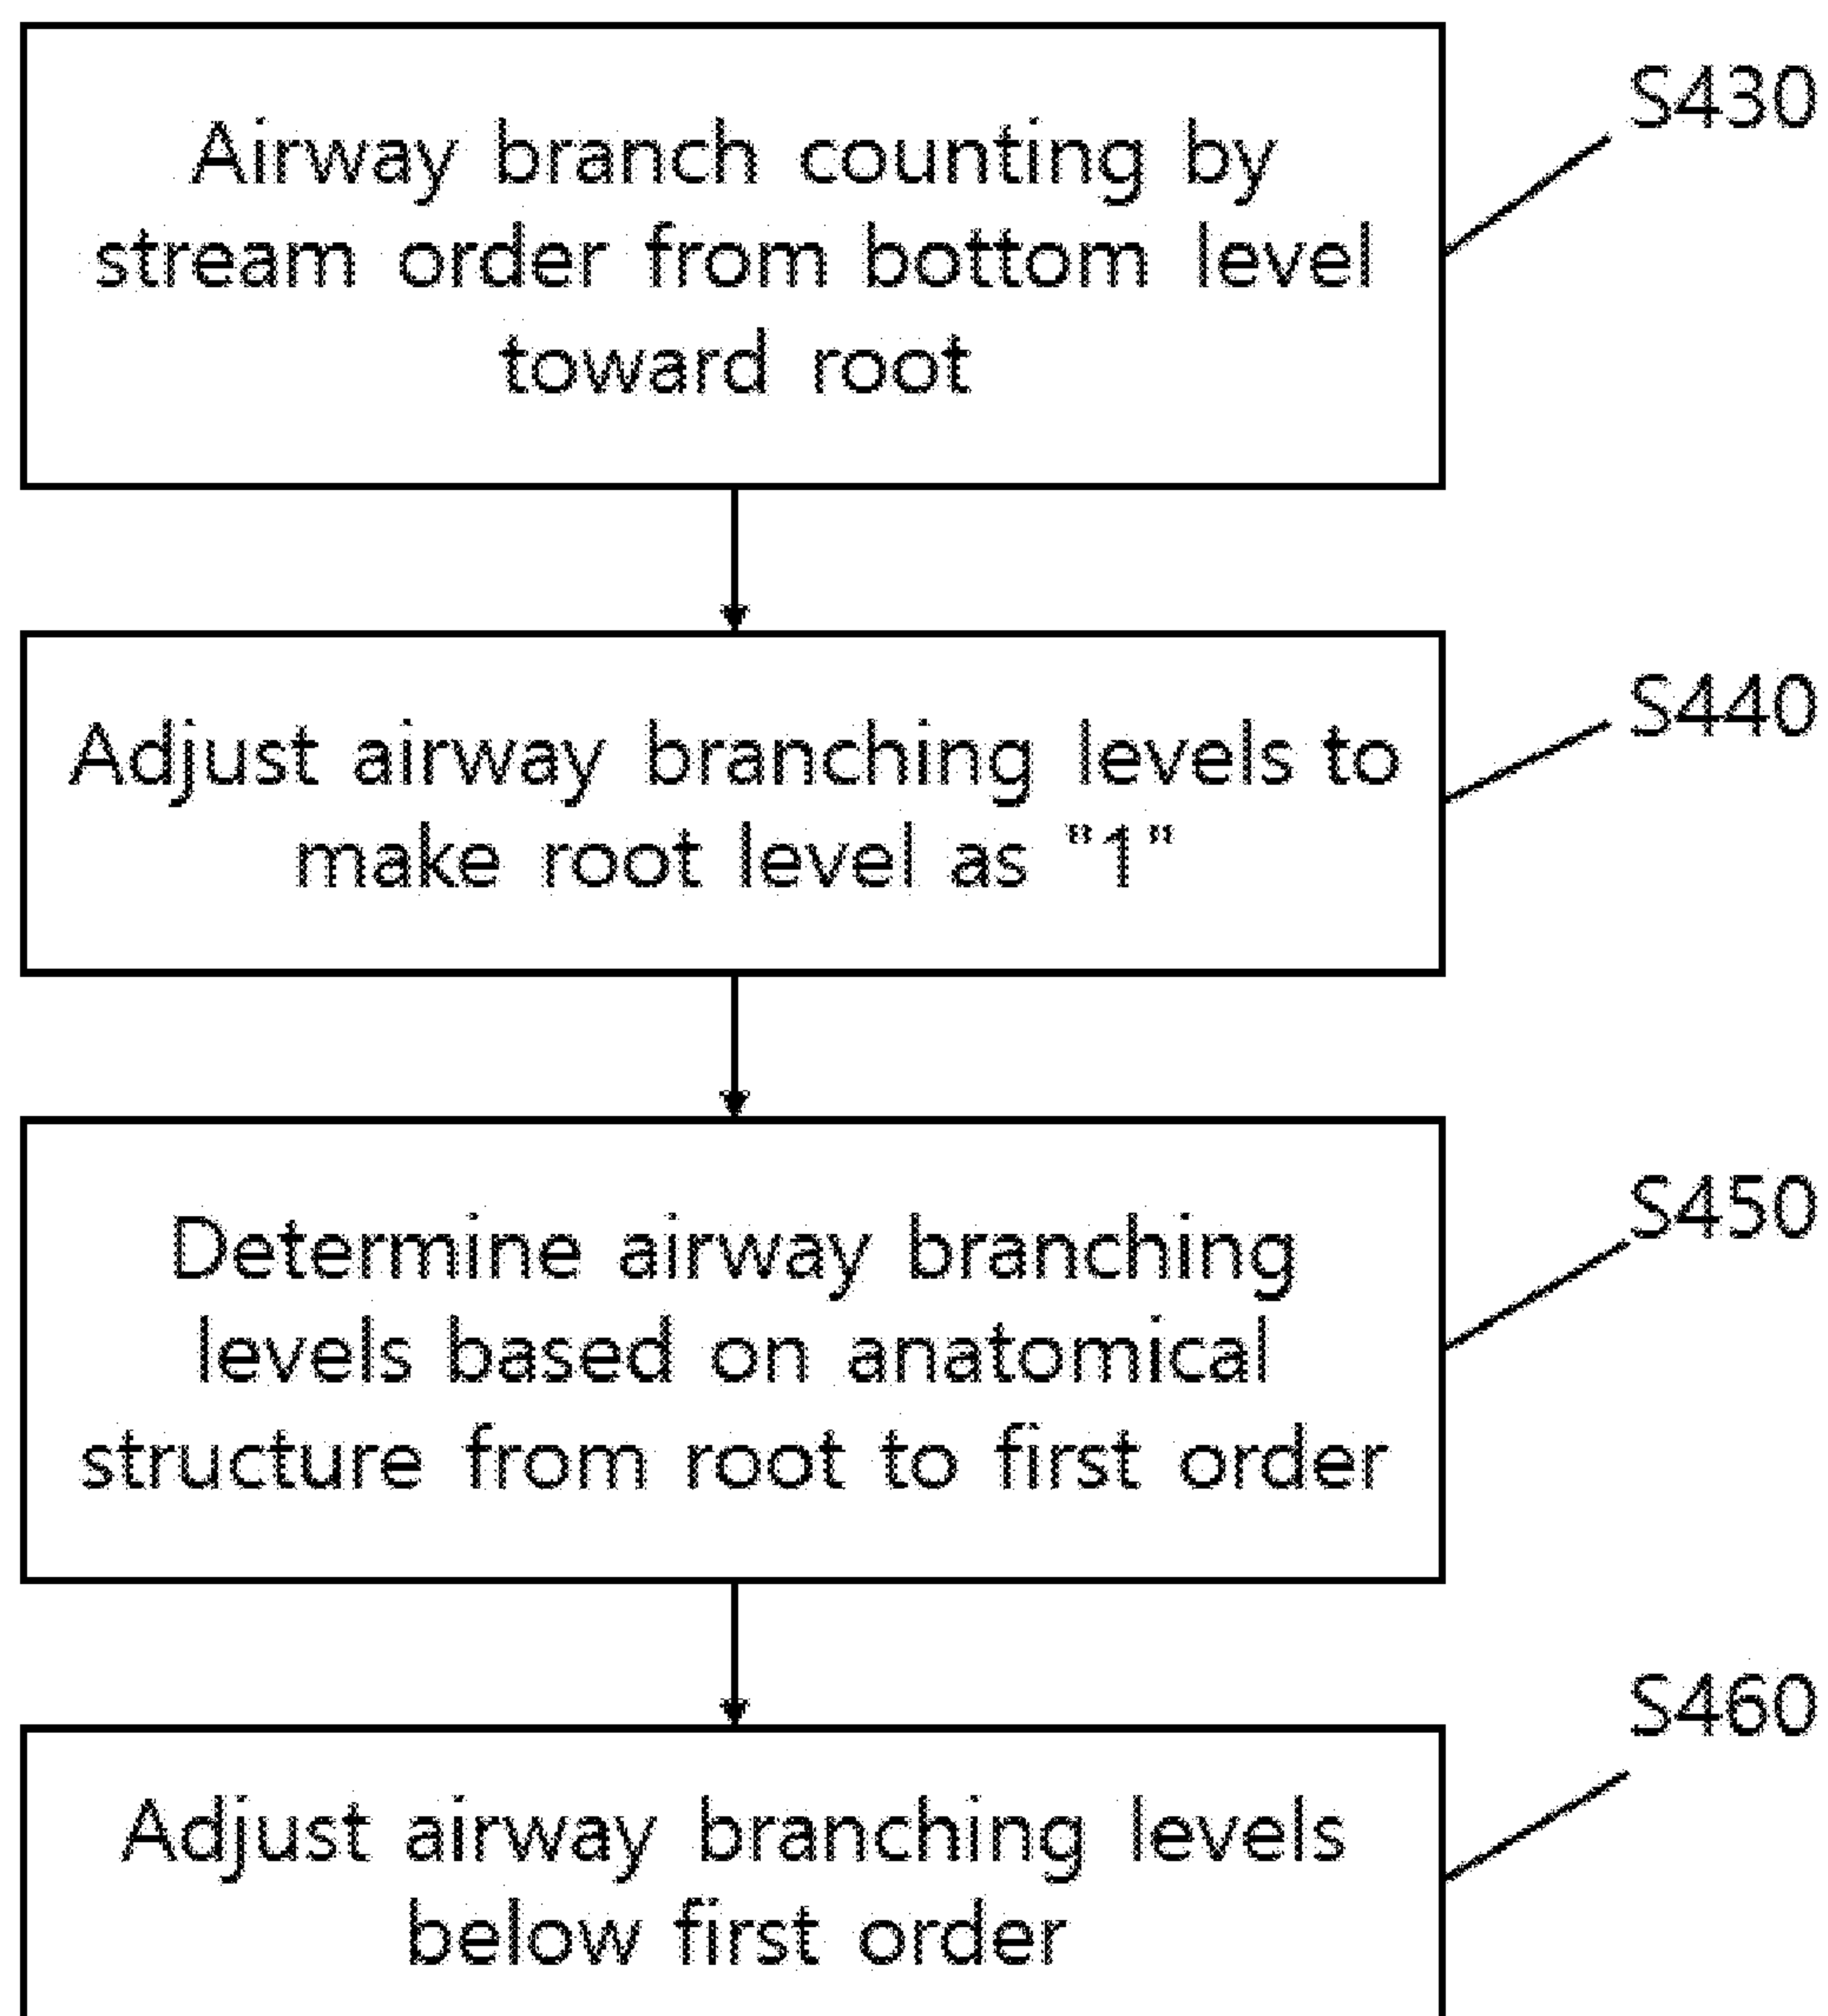 Airway branch counting by
stream order from bottom level
toward root
S430
Adjust airway branching levels to
make root level as "1"
S440
Determine airway branching
levels based on anatomical
structure from root to first order
S450
Adjust airway branching levels
below first order
S460